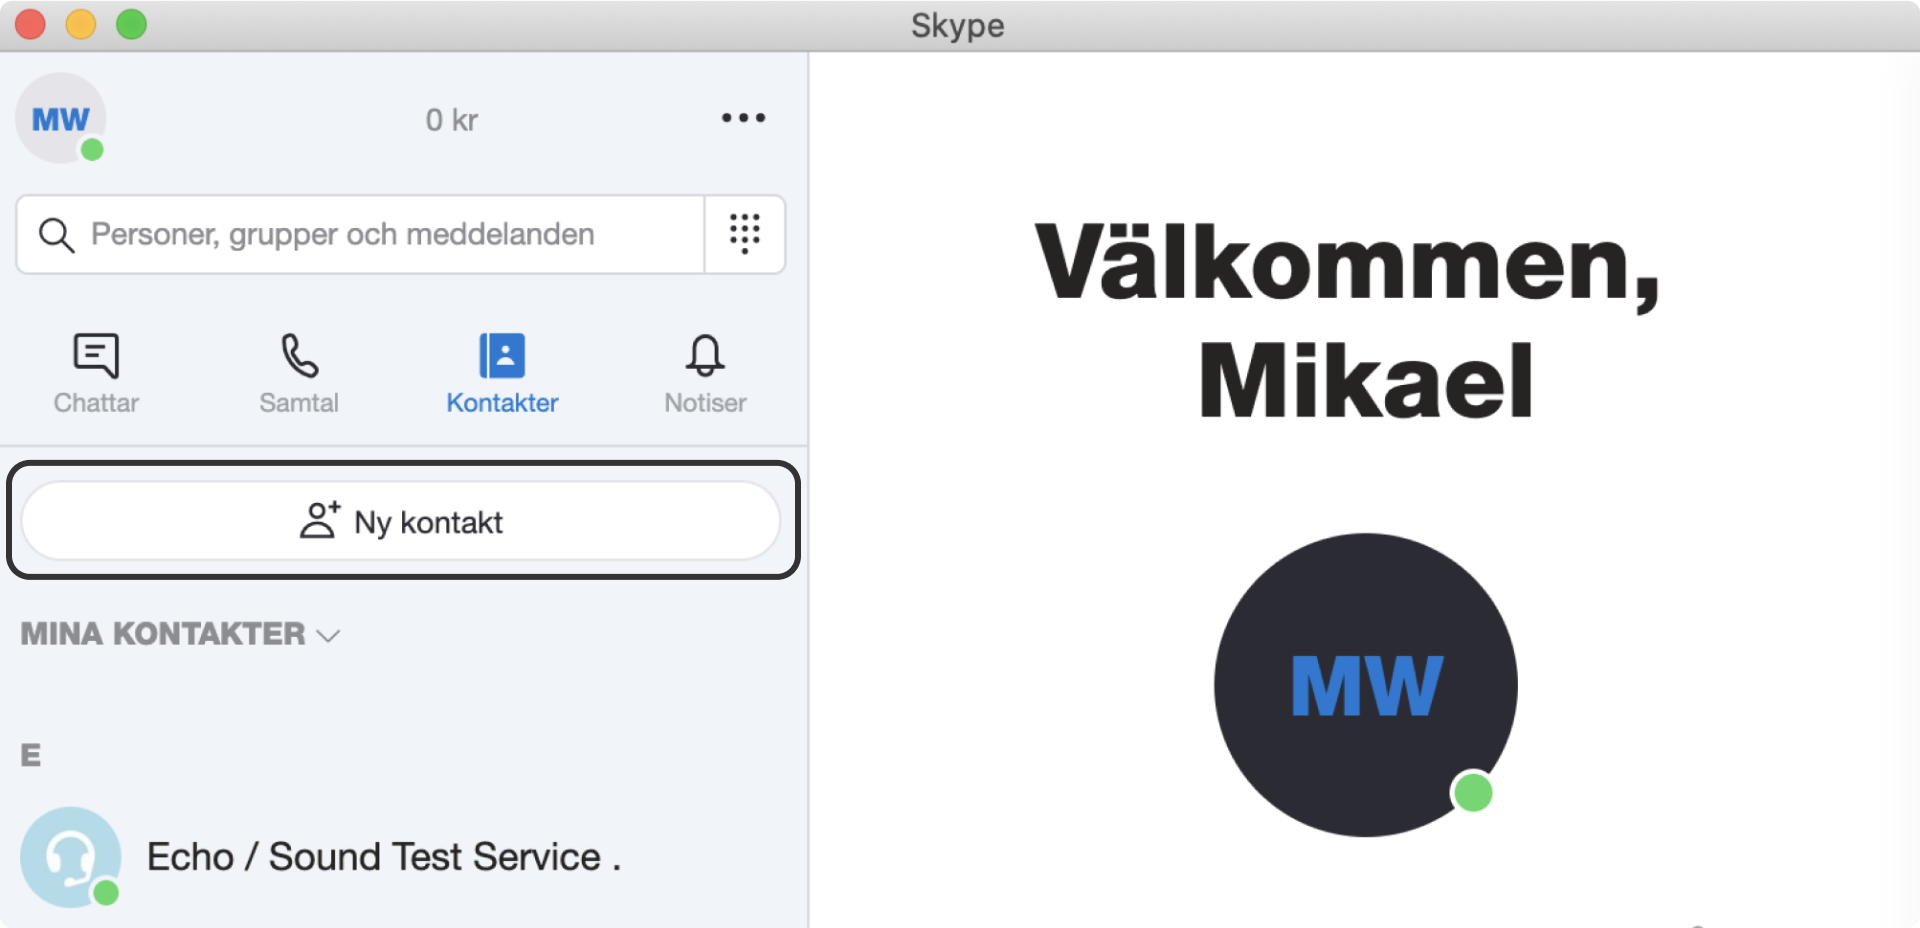 Skype
MW
0 kr
Personer, grupper och meddelanden
Chattar
Samtal
Kontakter
Notiser
Ny kontakt
MINA KONTAKTER
E
Echo / Sound Test Service .
Välkommen,
Mikael
MW